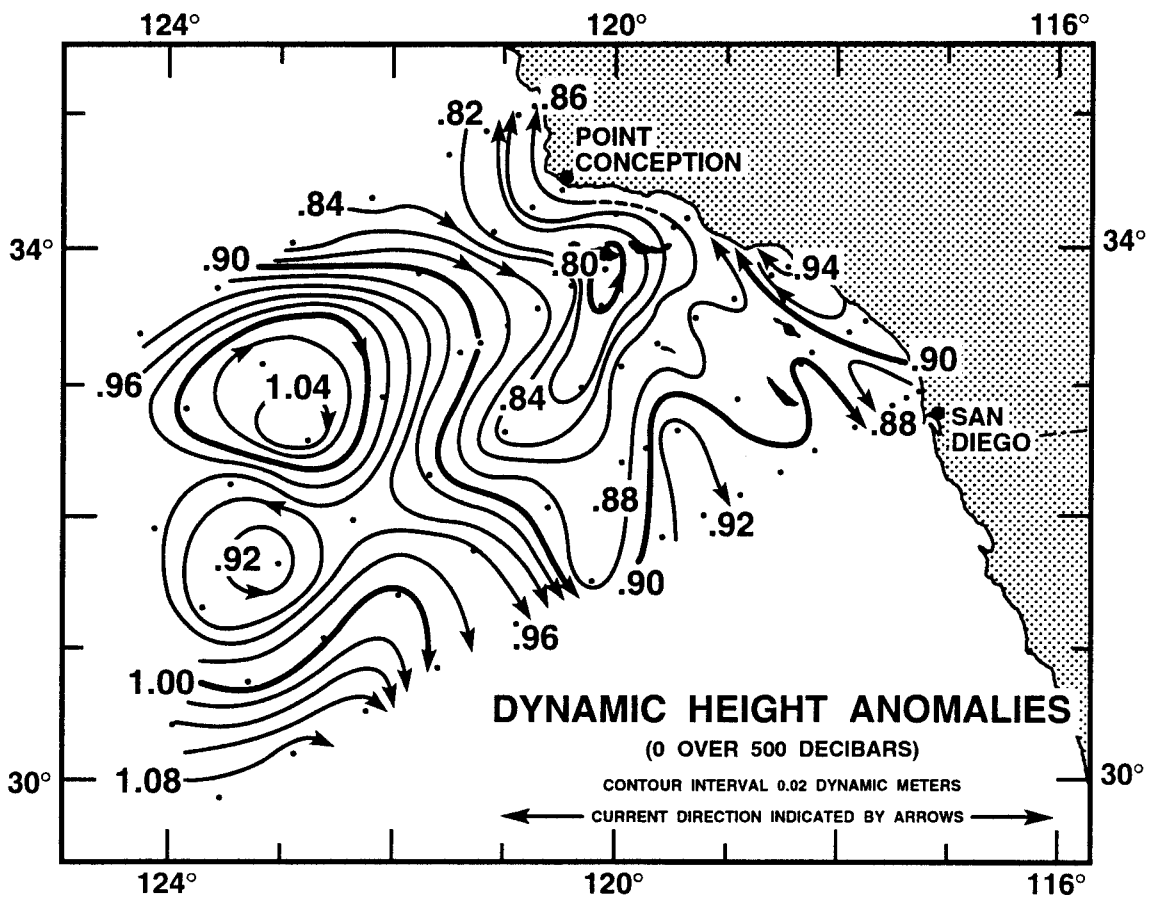 124° 120° 116°
.82
.86
POINT
CONCEPTION
.84
34° 34°
.90
.80
.94
.96
1.04
.84
.90
.88
SAN
DIEGO
.88
.92
.92
.90
.96
1.00
DYNAMIC HEIGHT ANOMALIES
(0 OVER 500 DECIBARS)
30° 30°
1.08
CONTOUR INTERVAL 0.02 DYNAMIC METERS
CURRENT DIRECTION INDICATED BY ARROWS
124° 120° 116°